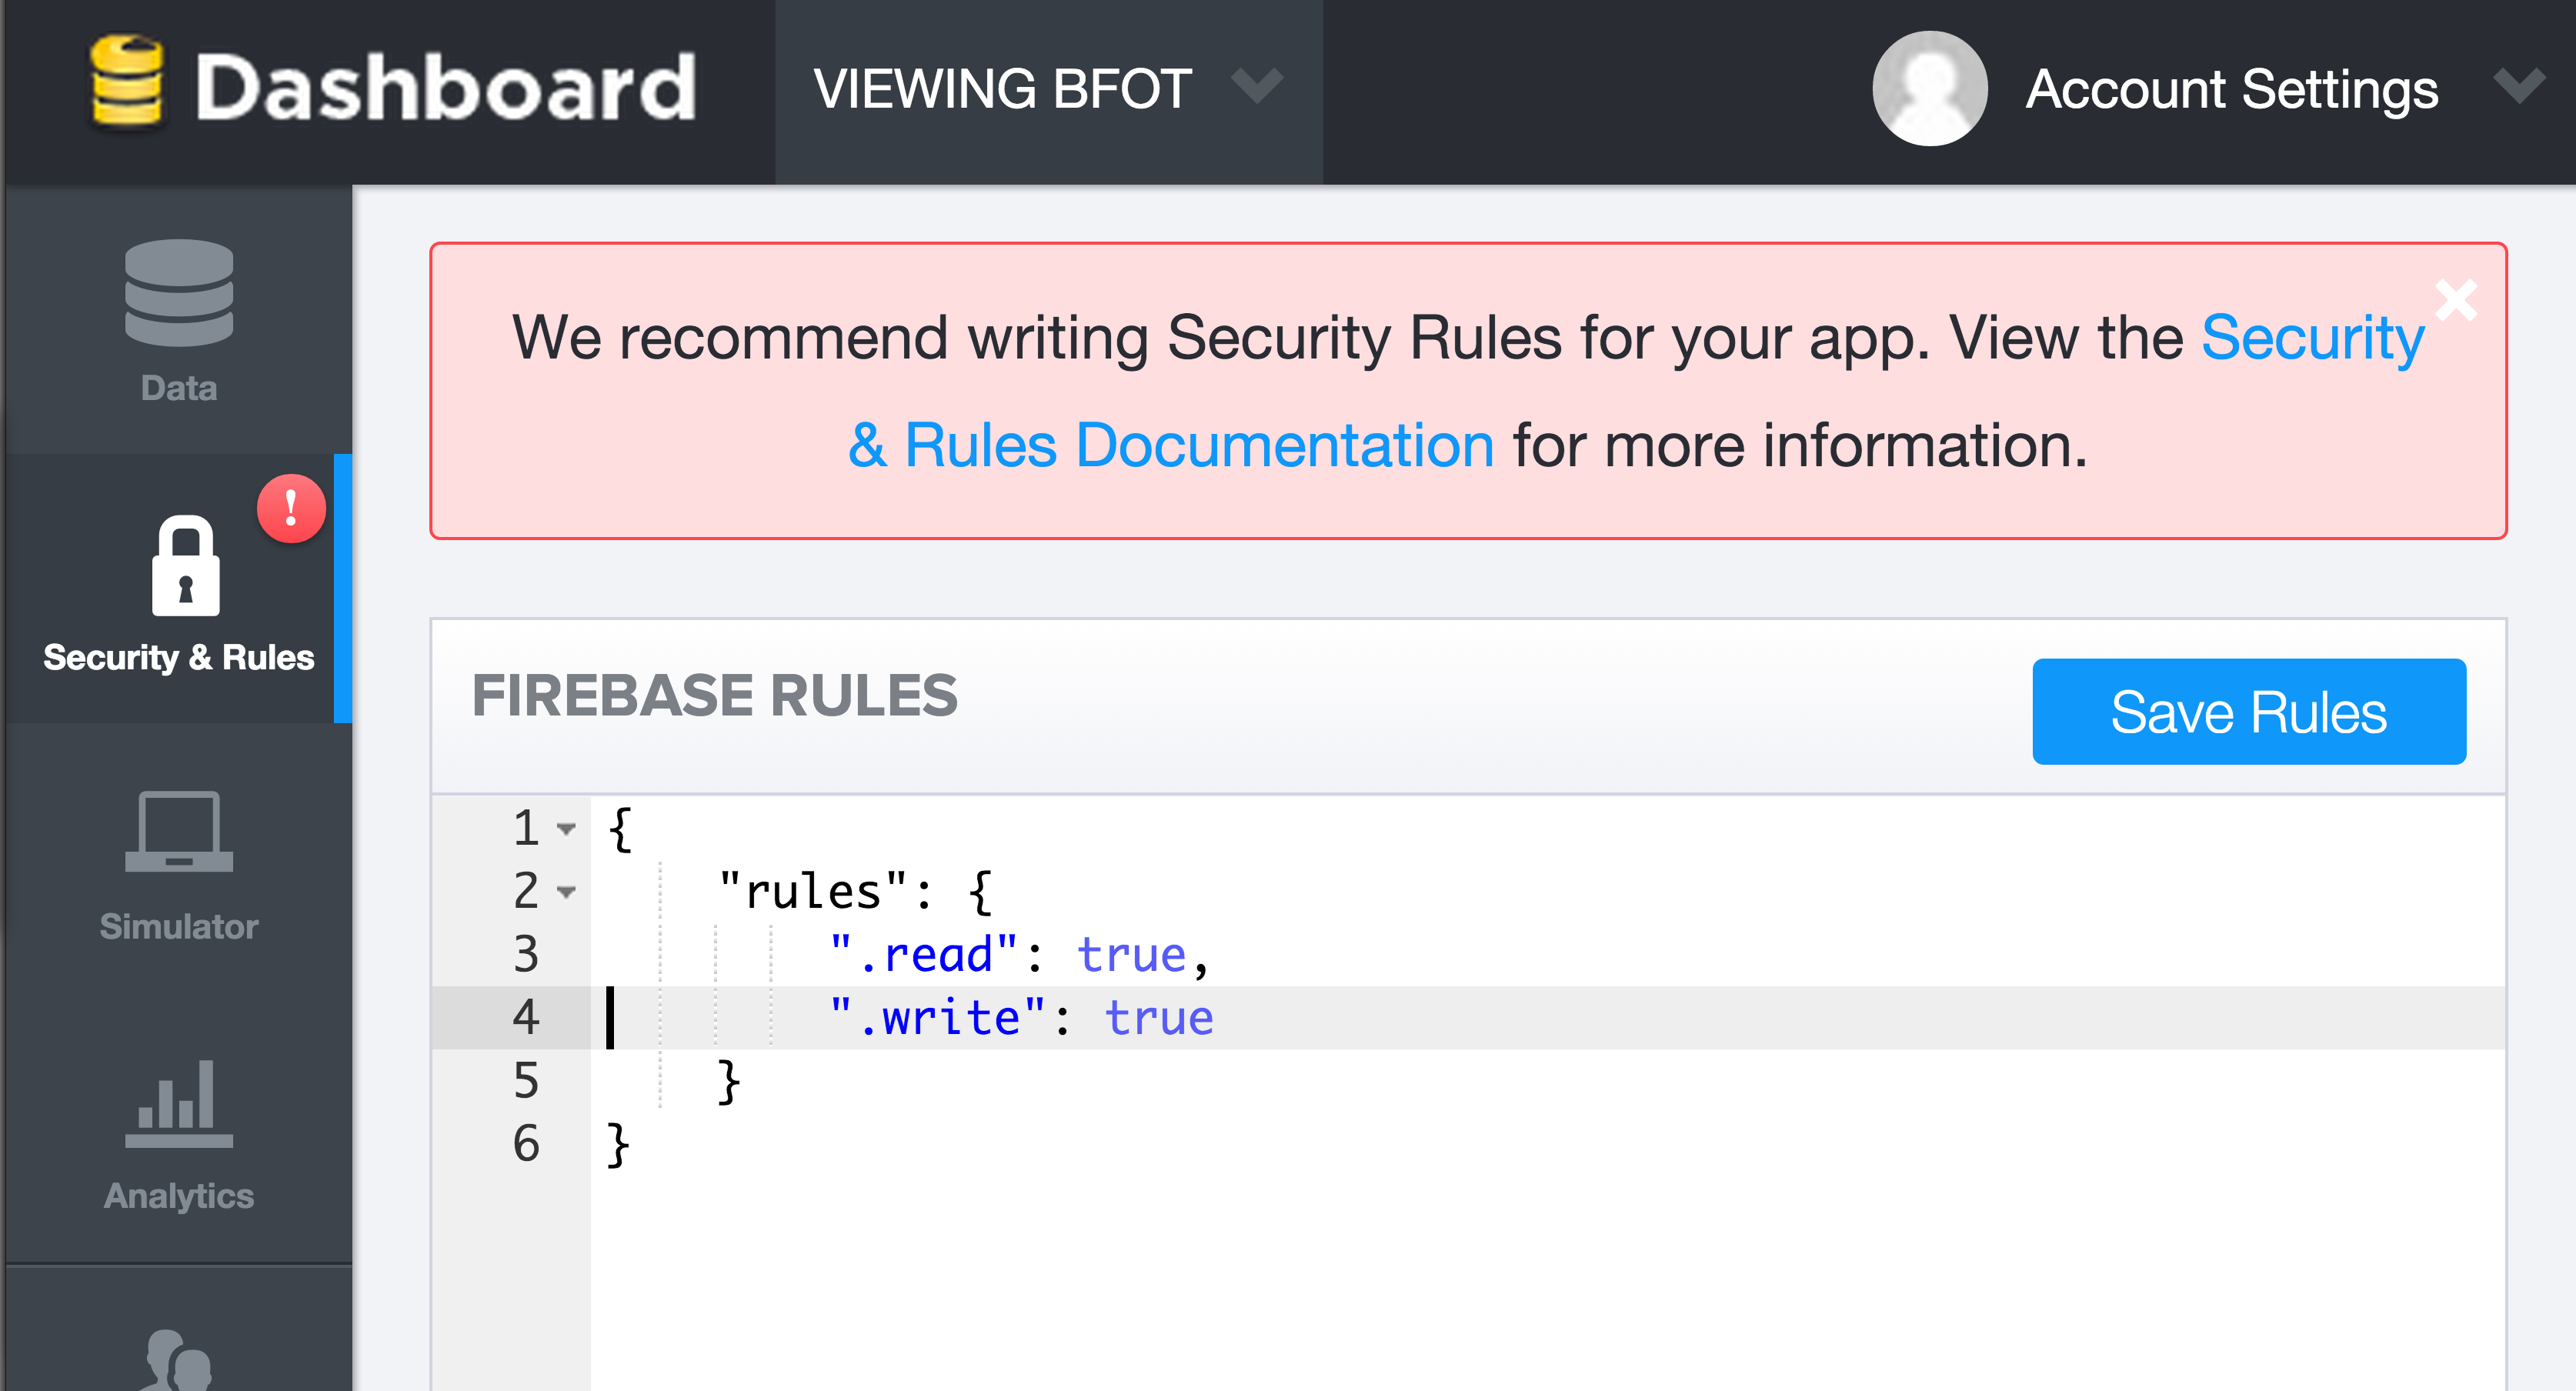 Dashboard
VIEWING BFOT
Account Settings
Data
!
Security & Rules
Simulator
Analytics
We recommend writing Security Rules for your app. View the Security
& Rules Documentation for more information.
FIREBASE RULES
Save Rules
1 {
2 "rules": {
3 ".read": true,
4 ".write": true
5 }
6 }